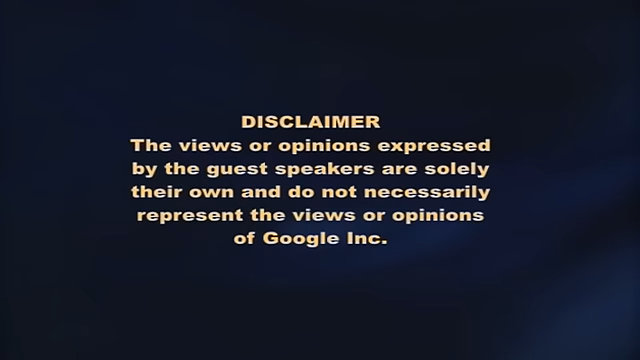 DISCLAIMER
The views or opinions expressed
by the guest speakers are solely
their own and do not necessarily
represent the views or opinions
of Google Inc.